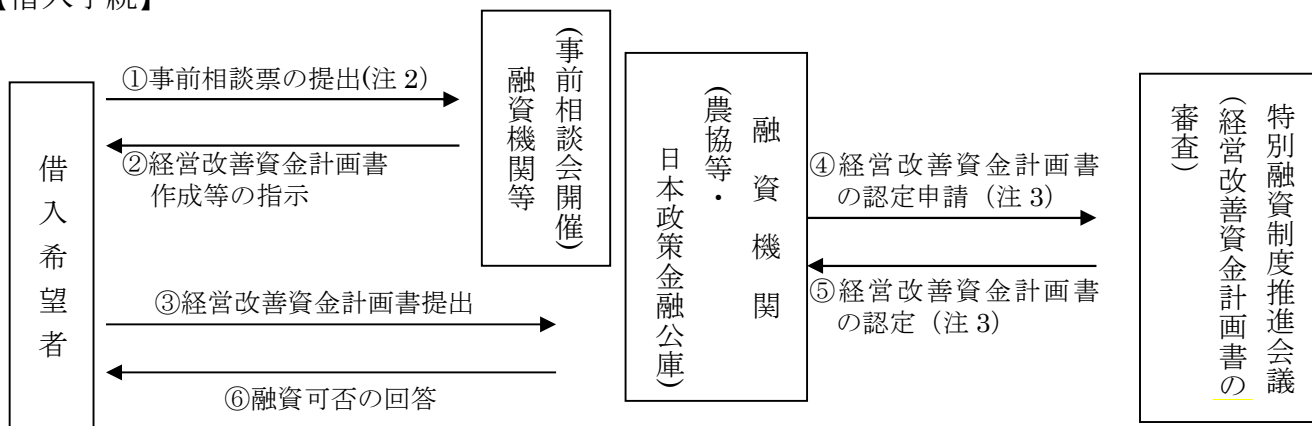 【借入手続】
借入希望者
①事前相談票の提出(注 2)
②経営改善資金計画書
作成等の指示
③経営改善資金計画書提出
⑥融資可否の回答
融資機関等
(事前相談会開催)
融資機関
(農協等・
日本政策金融公庫)
④経営改善資金計画書
の認定申請（注 3）
⑤経営改善資金計画書
の認定（注 3）
特別融資制度推進会議
(経営改善資金計画書の
審査)